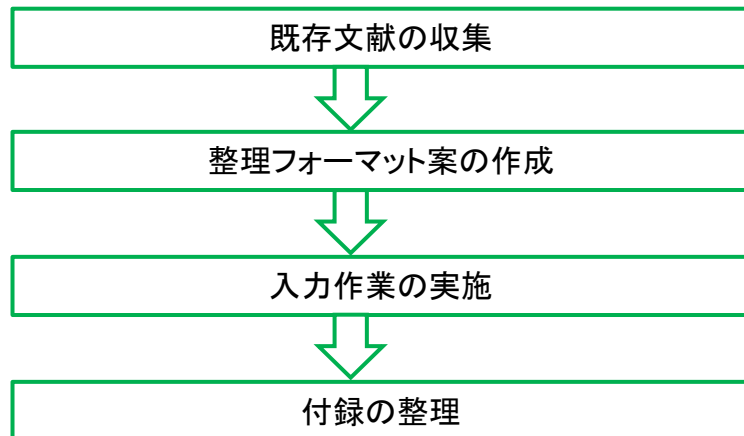 既存文献の収集
整理フォーマット案の作成
入力作業の実施
付録の整理